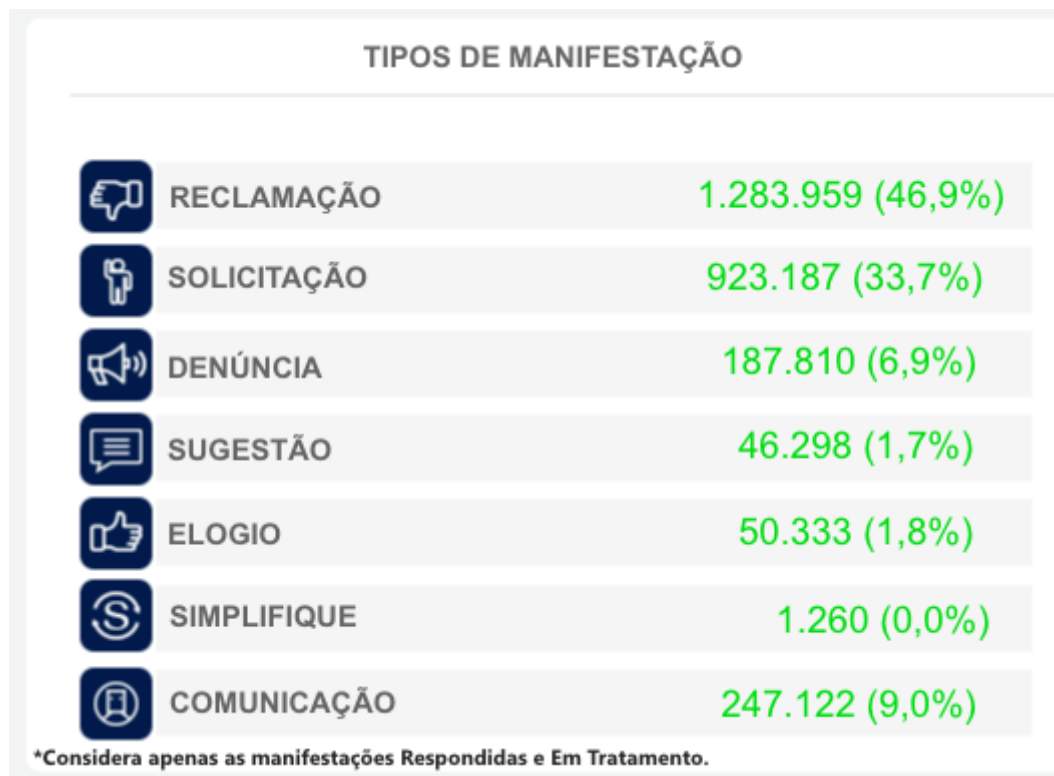 TIPOS DE MANIFESTAÇÃO
RECLAMAÇÃO 1.283.959 (46,9%)
SOLICITAÇÃO 923.187 (33,7%)
DENÚNCIA 187.810 (6,9%)
SUGESTÃO 46.298 (1,7%)
ELOGIO 50.333 (1,8%)
SIMPLIFIQUE 1.260 (0,0%)
COMUNICAÇÃO 247.122 (9,0%)
*Considera apenas as manifestações Respondidas e Em Tratamento.